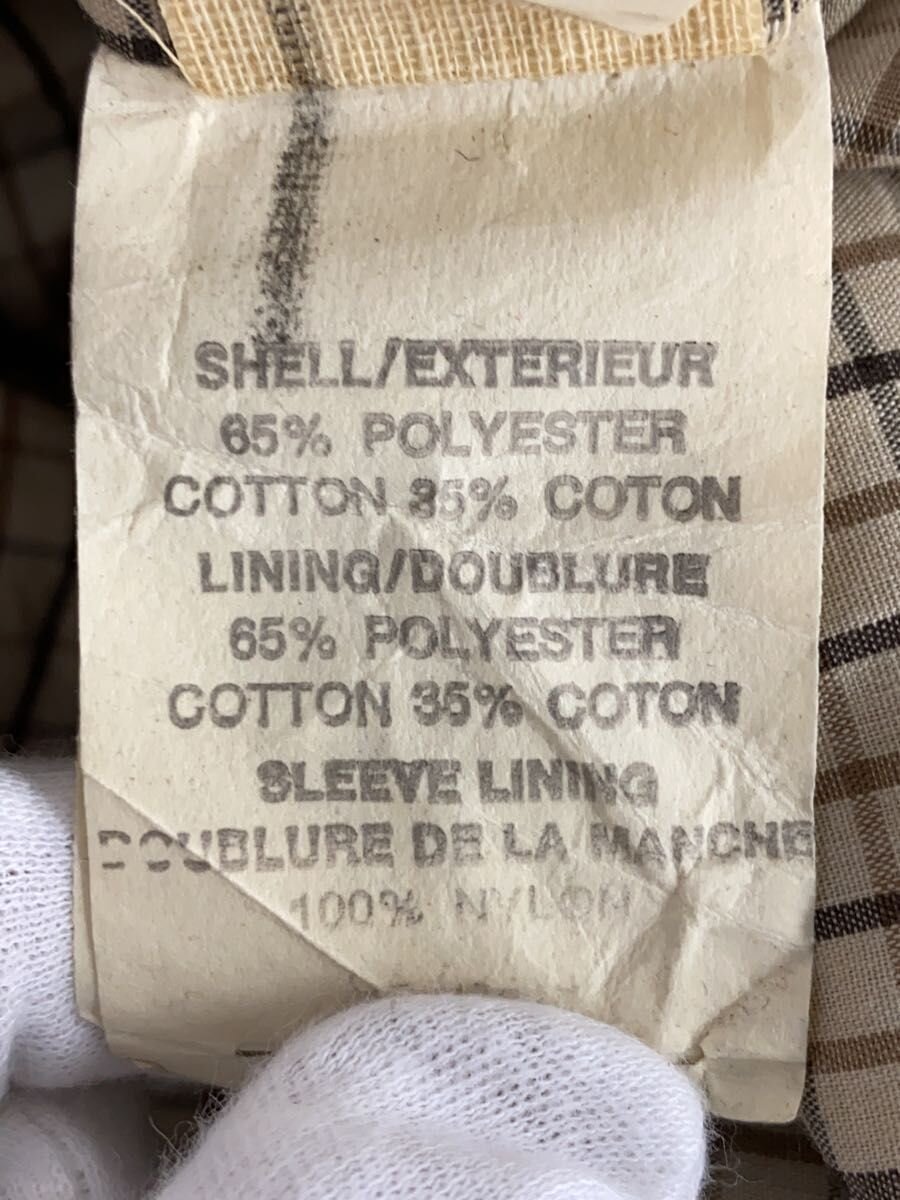 SHELL/EXTERIEUR
65% POLYESTER
COTTON 35% COTON
LINING/DOUBLURE
65% POLYESTER
COTTON 35% COTON
SLEEVE LINING
DOUBLURE DE LA MANCHE
100% NYLON